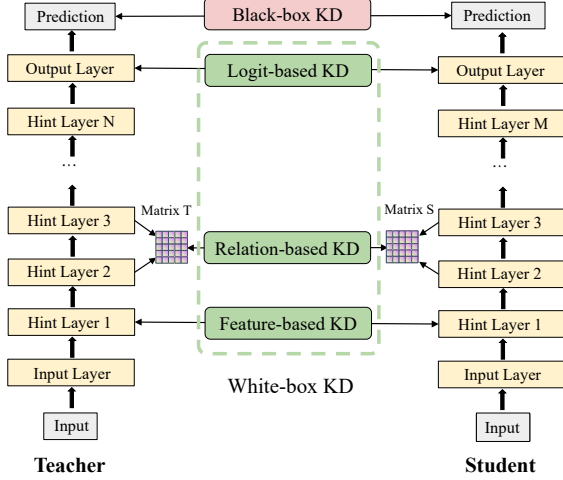 Prediction
Black-box KD
Prediction
Output Layer
Logit-based KD
Output Layer
Hint Layer N
Hint Layer M
...
...
Hint Layer 3
Matrix T
Matrix S
Hint Layer 3
Relation-based KD
Hint Layer 2
Hint Layer 2
Hint Layer 1
Feature-based KD
Hint Layer 1
Input Layer
White-box KD
Input Layer
Input
Input
Teacher
Student